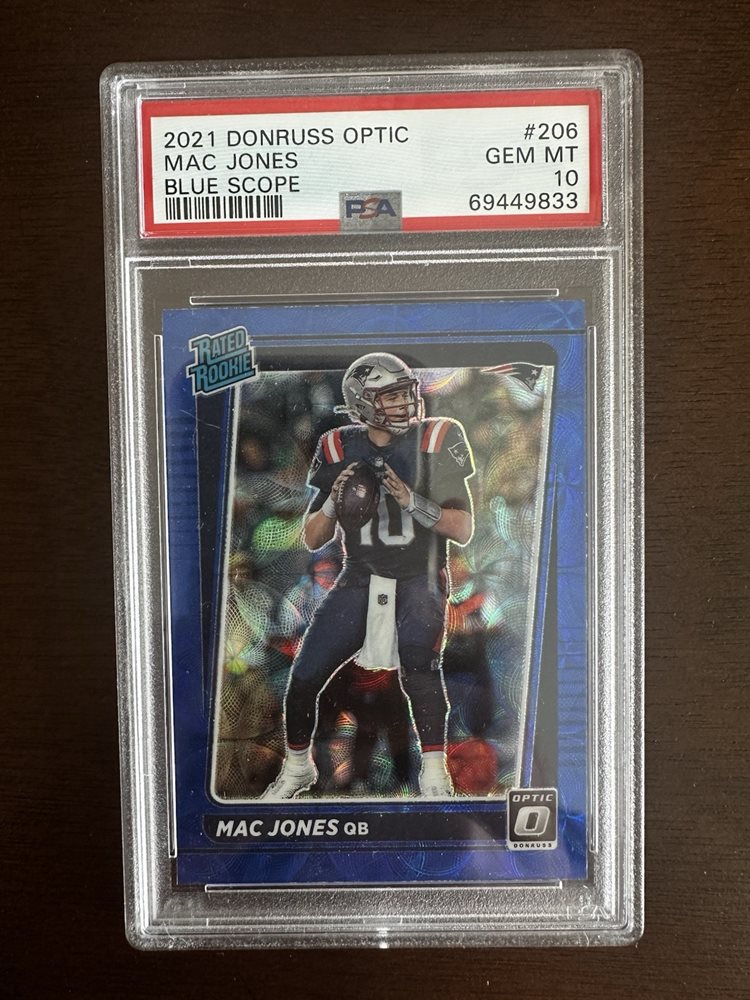 2021 DONRUSS OPTIC #206
MAC JONES GEM MT
BLUE SCOPE 10
PSA 69449833
RATED
ROOKIE
10
MAC JONES QB
OPTIC
DONRUSS